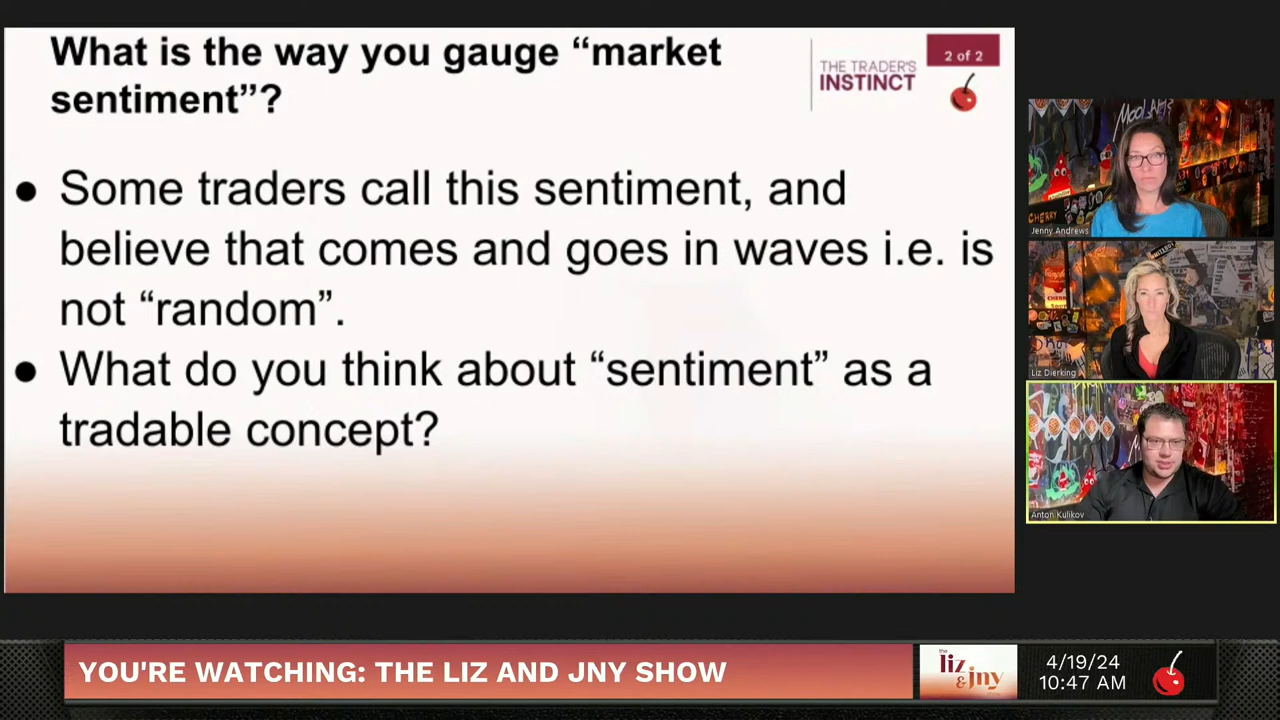 What is the way you gauge “market
sentiment”?
THE TRADER'S
INSTINCT
2 of 2
● Some traders call this sentiment, and
believe that comes and goes in waves i.e. is
not “random”.
● What do you think about “sentiment” as a
tradable concept?
CHERRY
Jenny Andrews
Liz Dierking
Anton Kulikov
YOU'RE WATCHING: THE LIZ AND JNY SHOW
the
liz
& jny
4/19/24
10:47 AM